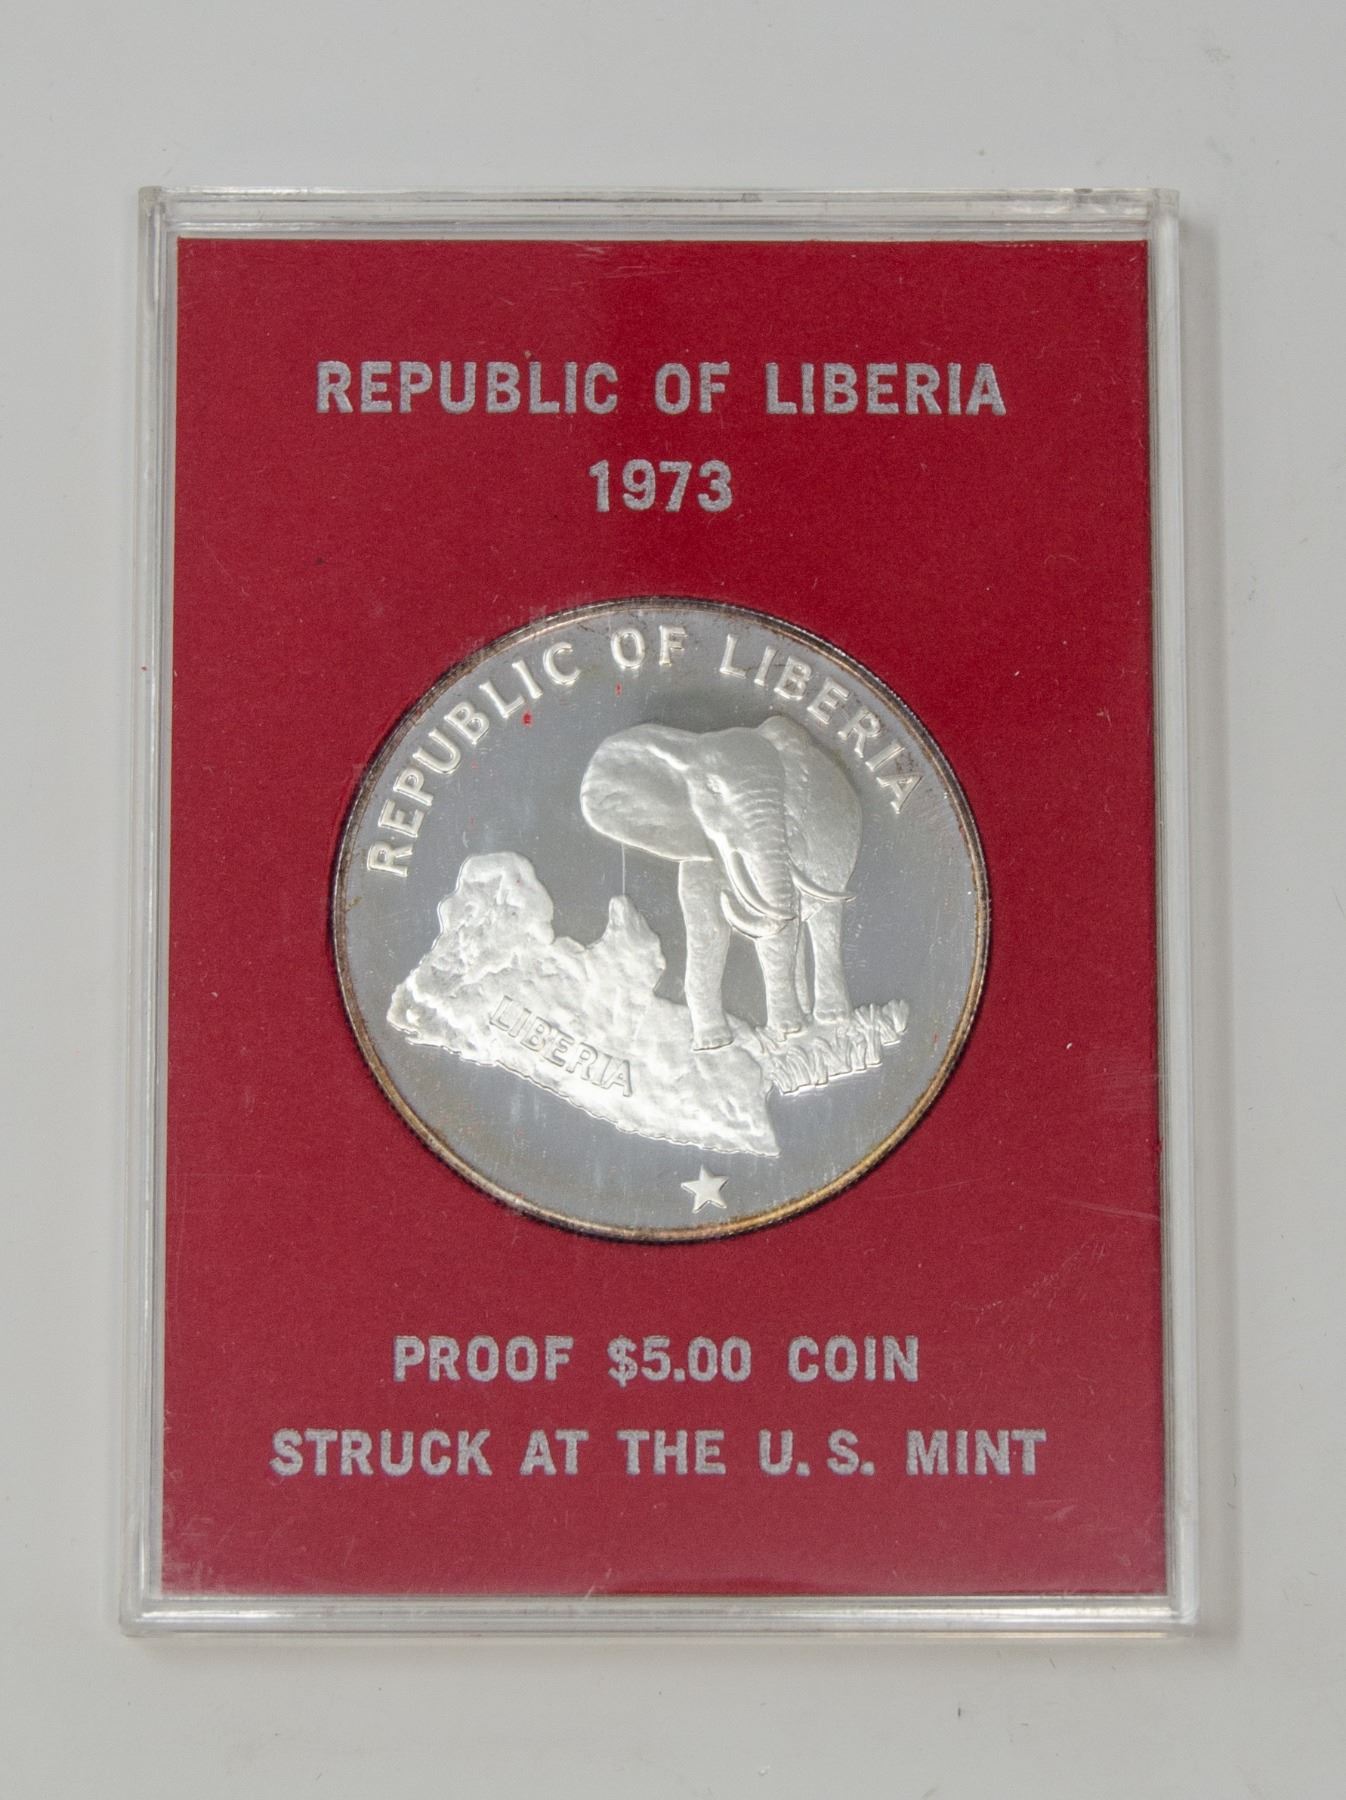 REPUBLIC OF LIBERIA
1973
REPUBLIC OF LIBERIA
LIBERIA
PROOF $5.00 COIN
STRUCK AT THE U. S. MINT